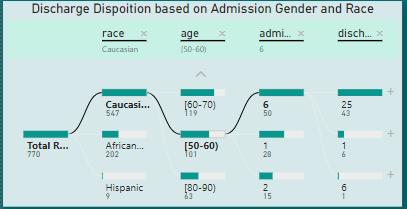 Discharge Dispoition based on Admission Gender and Race
race × age × admi... × disch... ×
Caucasian [50-60) 6
Caucasi... [60-70) 6 25 +
547 119 50 43
Total R... African... [50-60) 1 1 +
770 202 101 28 6
Hispanic [80-90) 2 6 +
9 63 15 1